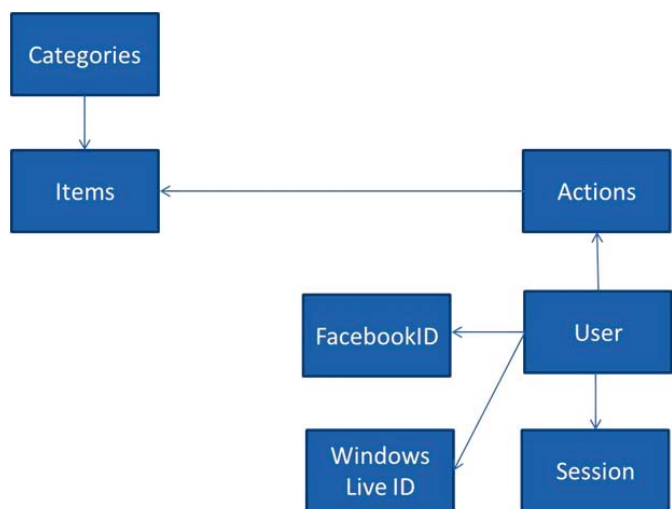 Categories
Items
Actions
FacebookID
User
Windows
Live ID
Session